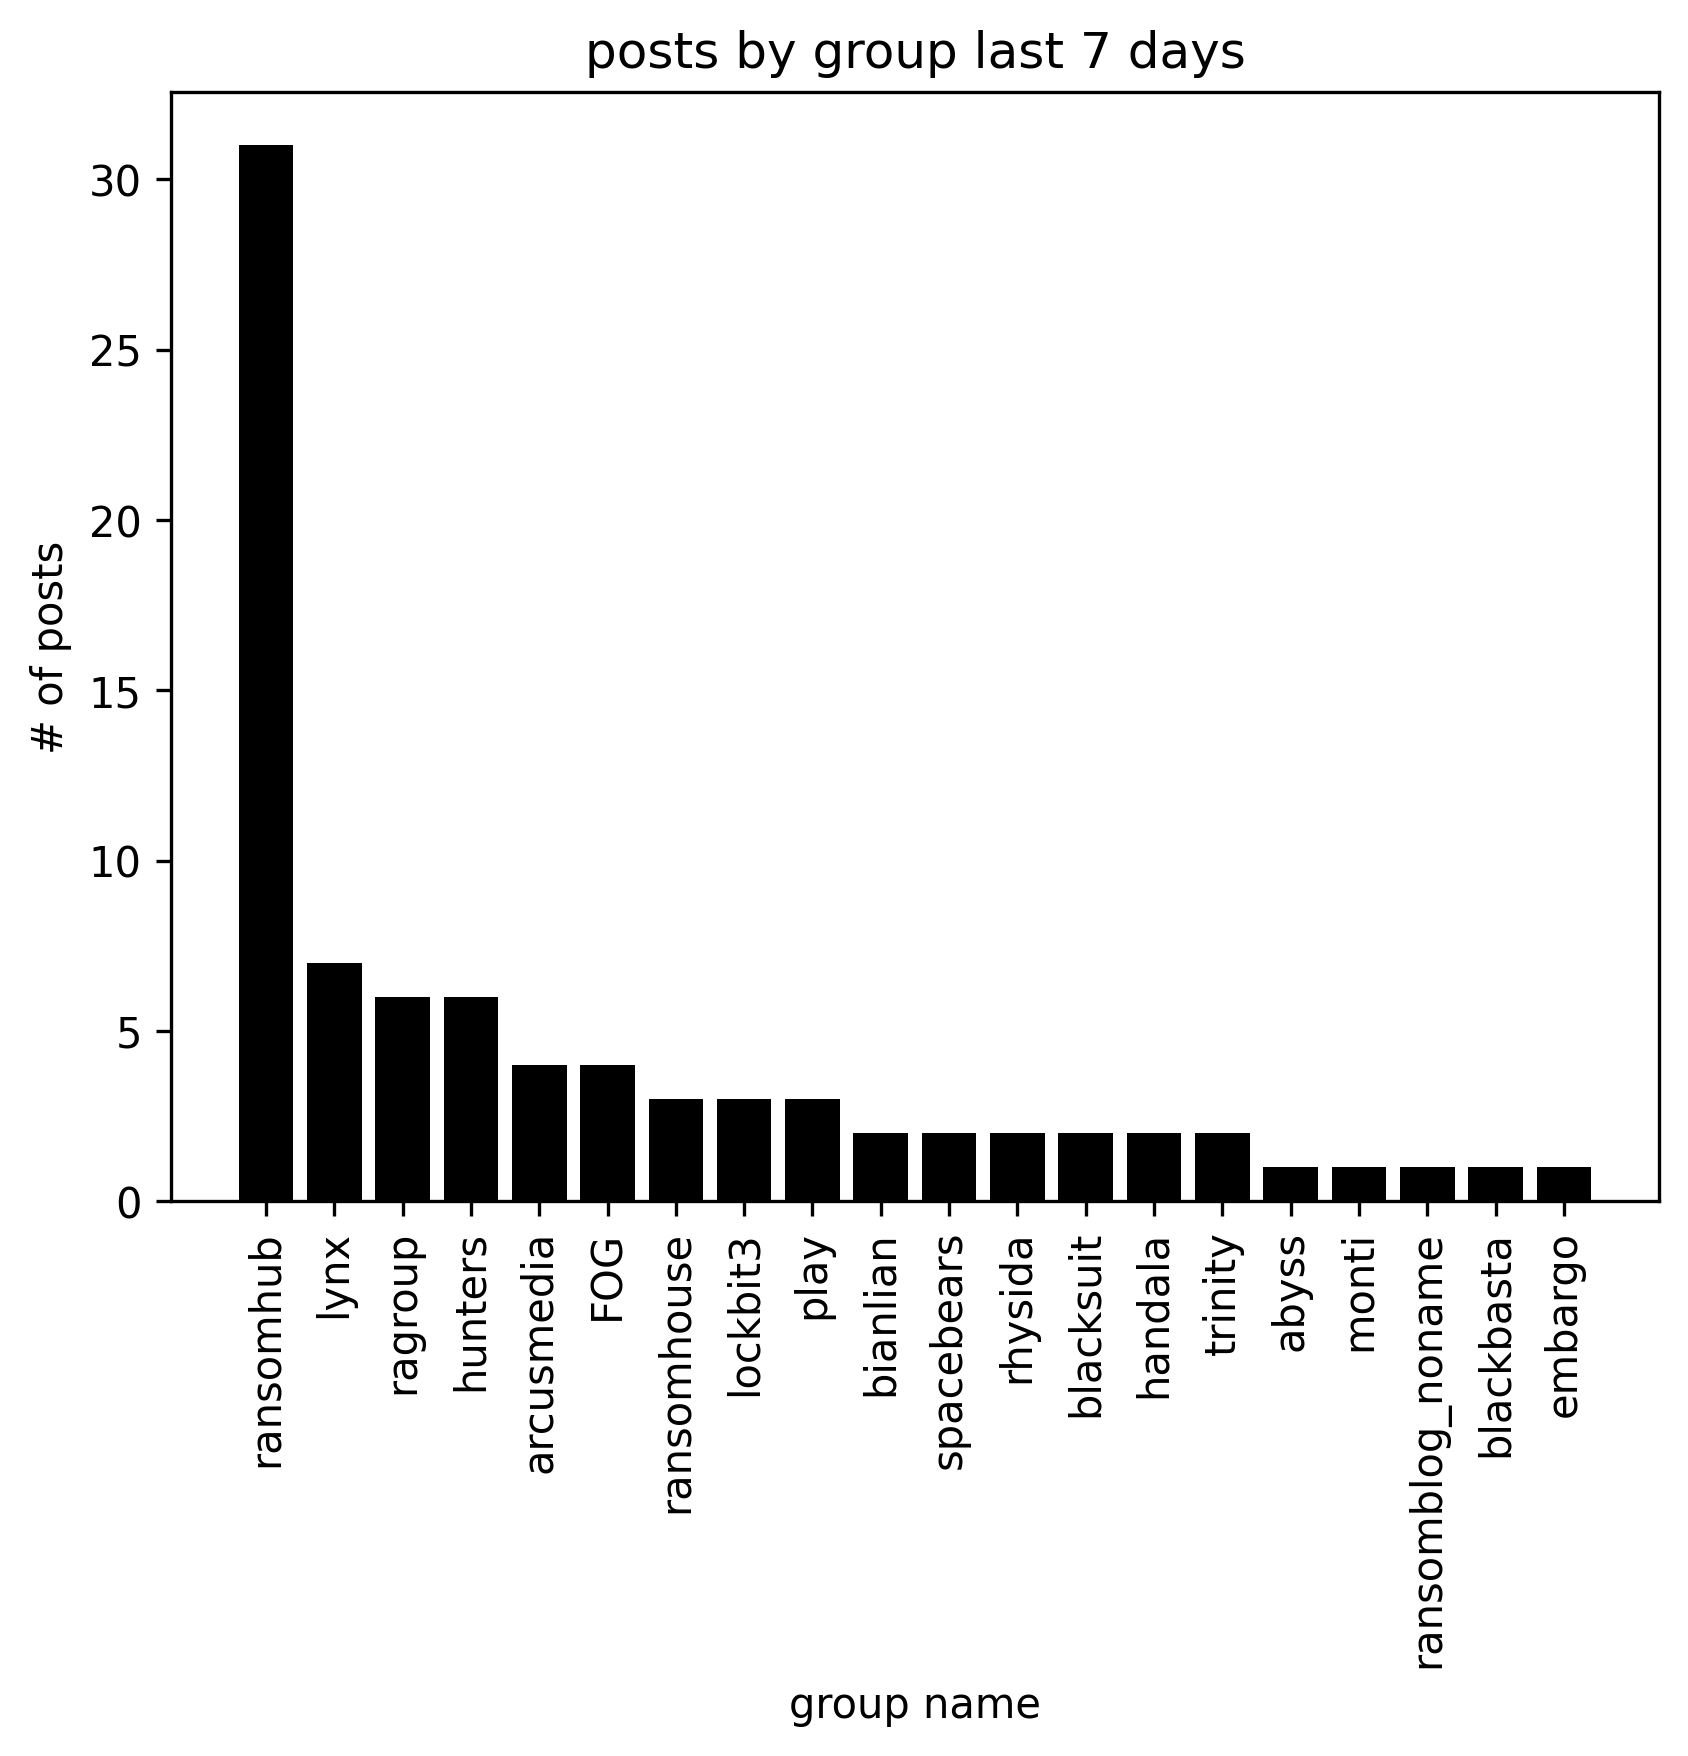 posts by group last 7 days
# of posts
30
25
20
15
10
5
0
ransomhub
lynx
ragroup
hunters
arcusmedia
FOG
ransomhouse
lockbit3
play
bianlian
spacebears
rhysida
blacksuit
handala
trinity
abyss
monti
ransomblog_noname
blackbasta
embargo
group name